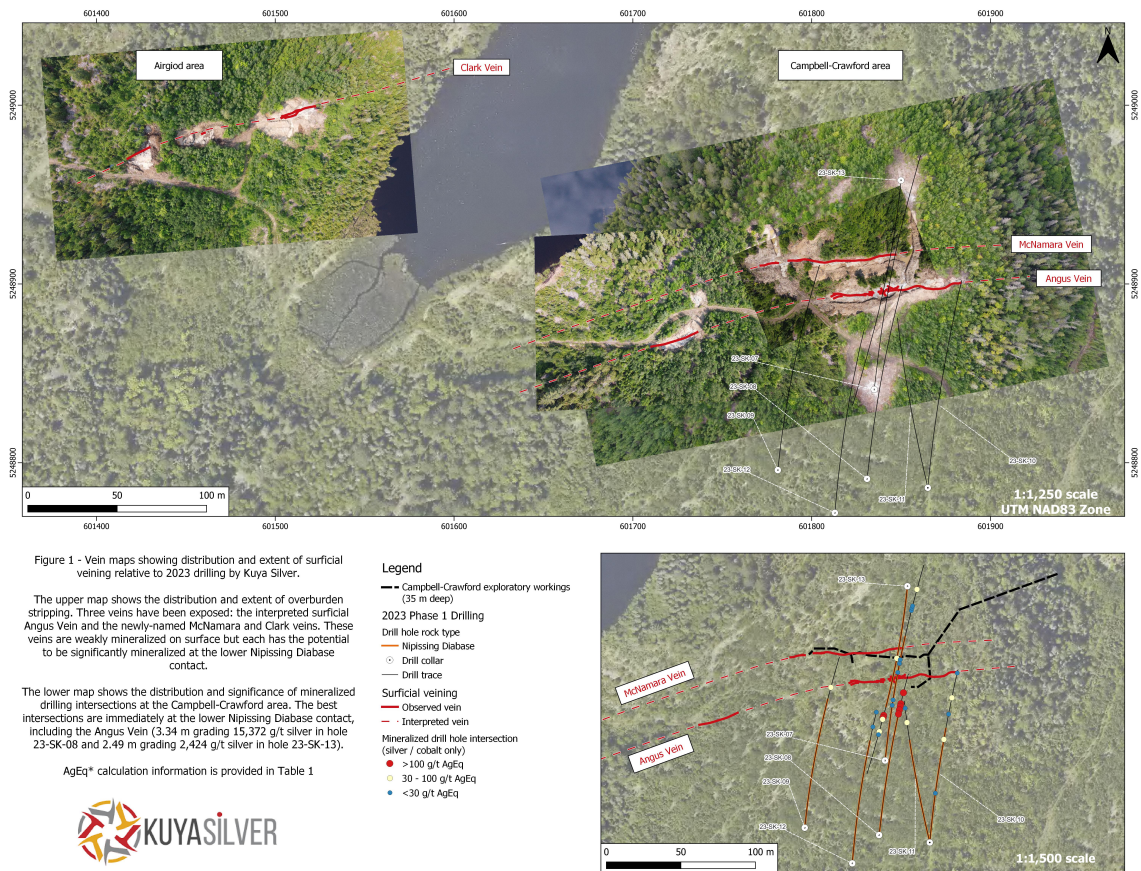 601400 601500 601600 601700 601800 601900
Airgiod area
Clark Vein
Campbell-Crawford area
5249000
5249000
23-SK-13
McNamara Vein
Angus Vein
5248900
5248900
23-SK-07
23-SK-08
23-SK-09
23-SK-12
23-SK-10
23-SK-11
5248800
5248800
0 50 100 m
1:1,250 scale
UTM NAD83 Zone
601400 601500 601600 601700 601800 601900
Figure 1 - Vein maps showing distribution and extent of surficial
veining relative to 2023 drilling by Kuya Silver.
The upper map shows the distribution and extent of overburden
stripping. Three veins have been exposed: the interpreted surficial
Angus Vein and the newly-named McNamara and Clark veins. These
veins are weakly mineralized on surface but each has the potential
to be significantly mineralized at the lower Nipissing Diabase
contact.
The lower map shows the distribution and significance of mineralized
drilling intersections at the Campbell-Crawford area. The best
intersections are immediately at the lower Nipissing Diabase contact,
including the Angus Vein (3.34 m grading 15,372 g/t silver in hole
23-SK-08 and 2.49 m grading 2,424 g/t silver in hole 23-SK-13).
AgEq* calculation information is provided in Table 1
KUYASILVER
Legend
Campbell-Crawford exploratory workings
(35 m deep)
2023 Phase 1 Drilling
Drill hole rock type
Nipissing Diabase
Drill collar
Drill trace
Surficial veining
Observed vein
Interpreted vein
Mineralized drill hole intersection
(silver / cobalt only)
>100 g/t AgEq
30 - 100 g/t AgEq
<30 g/t AgEq
23-SK-13
McNamara Vein
Angus Vein
23-SK-07
23-SK-08
23-SK-09
23-SK-12
23-SK-10
23-SK-11
0 50 100 m
1:1,500 scale